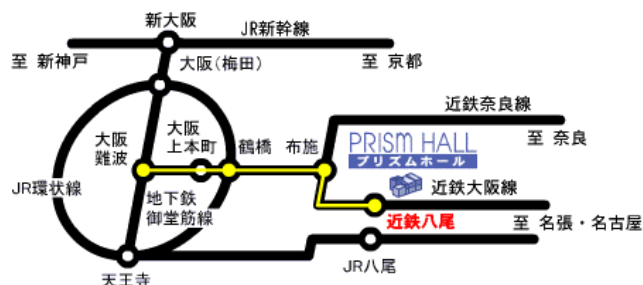 新大阪
JR新幹線
至 新神戸
大阪(梅田)
至 京都
近鉄奈良線
大阪
難波
大阪
上本町
鶴橋
布施
PRISM HALL
プリズムホール
至 奈良
JR環状線
地下鉄
御堂筋線
近鉄大阪線
近鉄八尾
至 名張・名古屋
天王寺
JR八尾